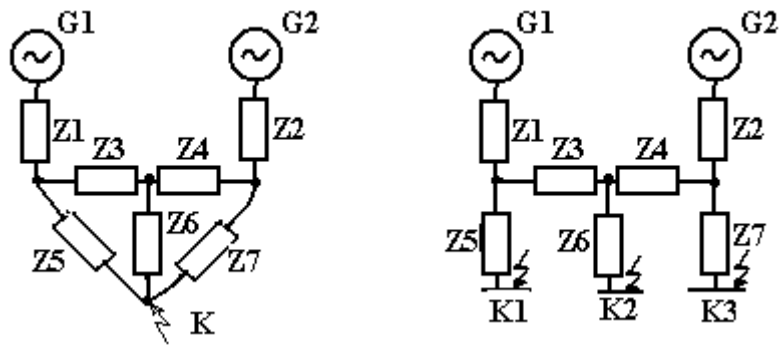 G1 G2 G1 G2
Z1 Z2 Z1 Z2
Z3 Z4 Z3 Z4
Z5 Z6 Z7 Z5 Z6 Z7
K K1 K2 K3